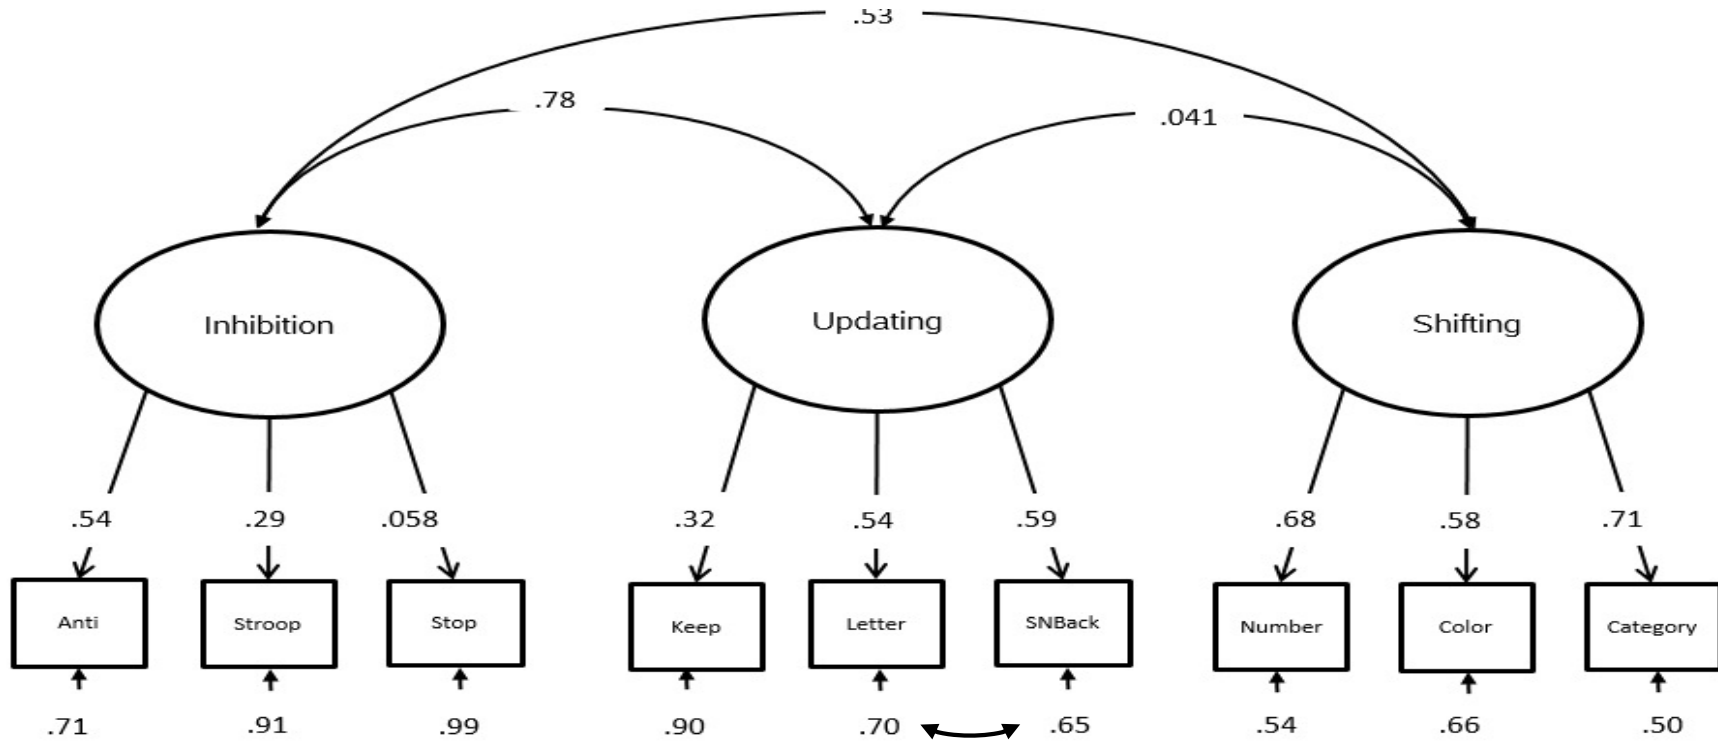 .53
.78
.041
Inhibition
Updating
Shifting
.54 .29 .058 .32 .54 .59 .68 .58 .71
Anti Stroop Stop Keep Letter SNBack Number Color Category
.71 .91 .99 .90 .70 .65 .54 .66 .50